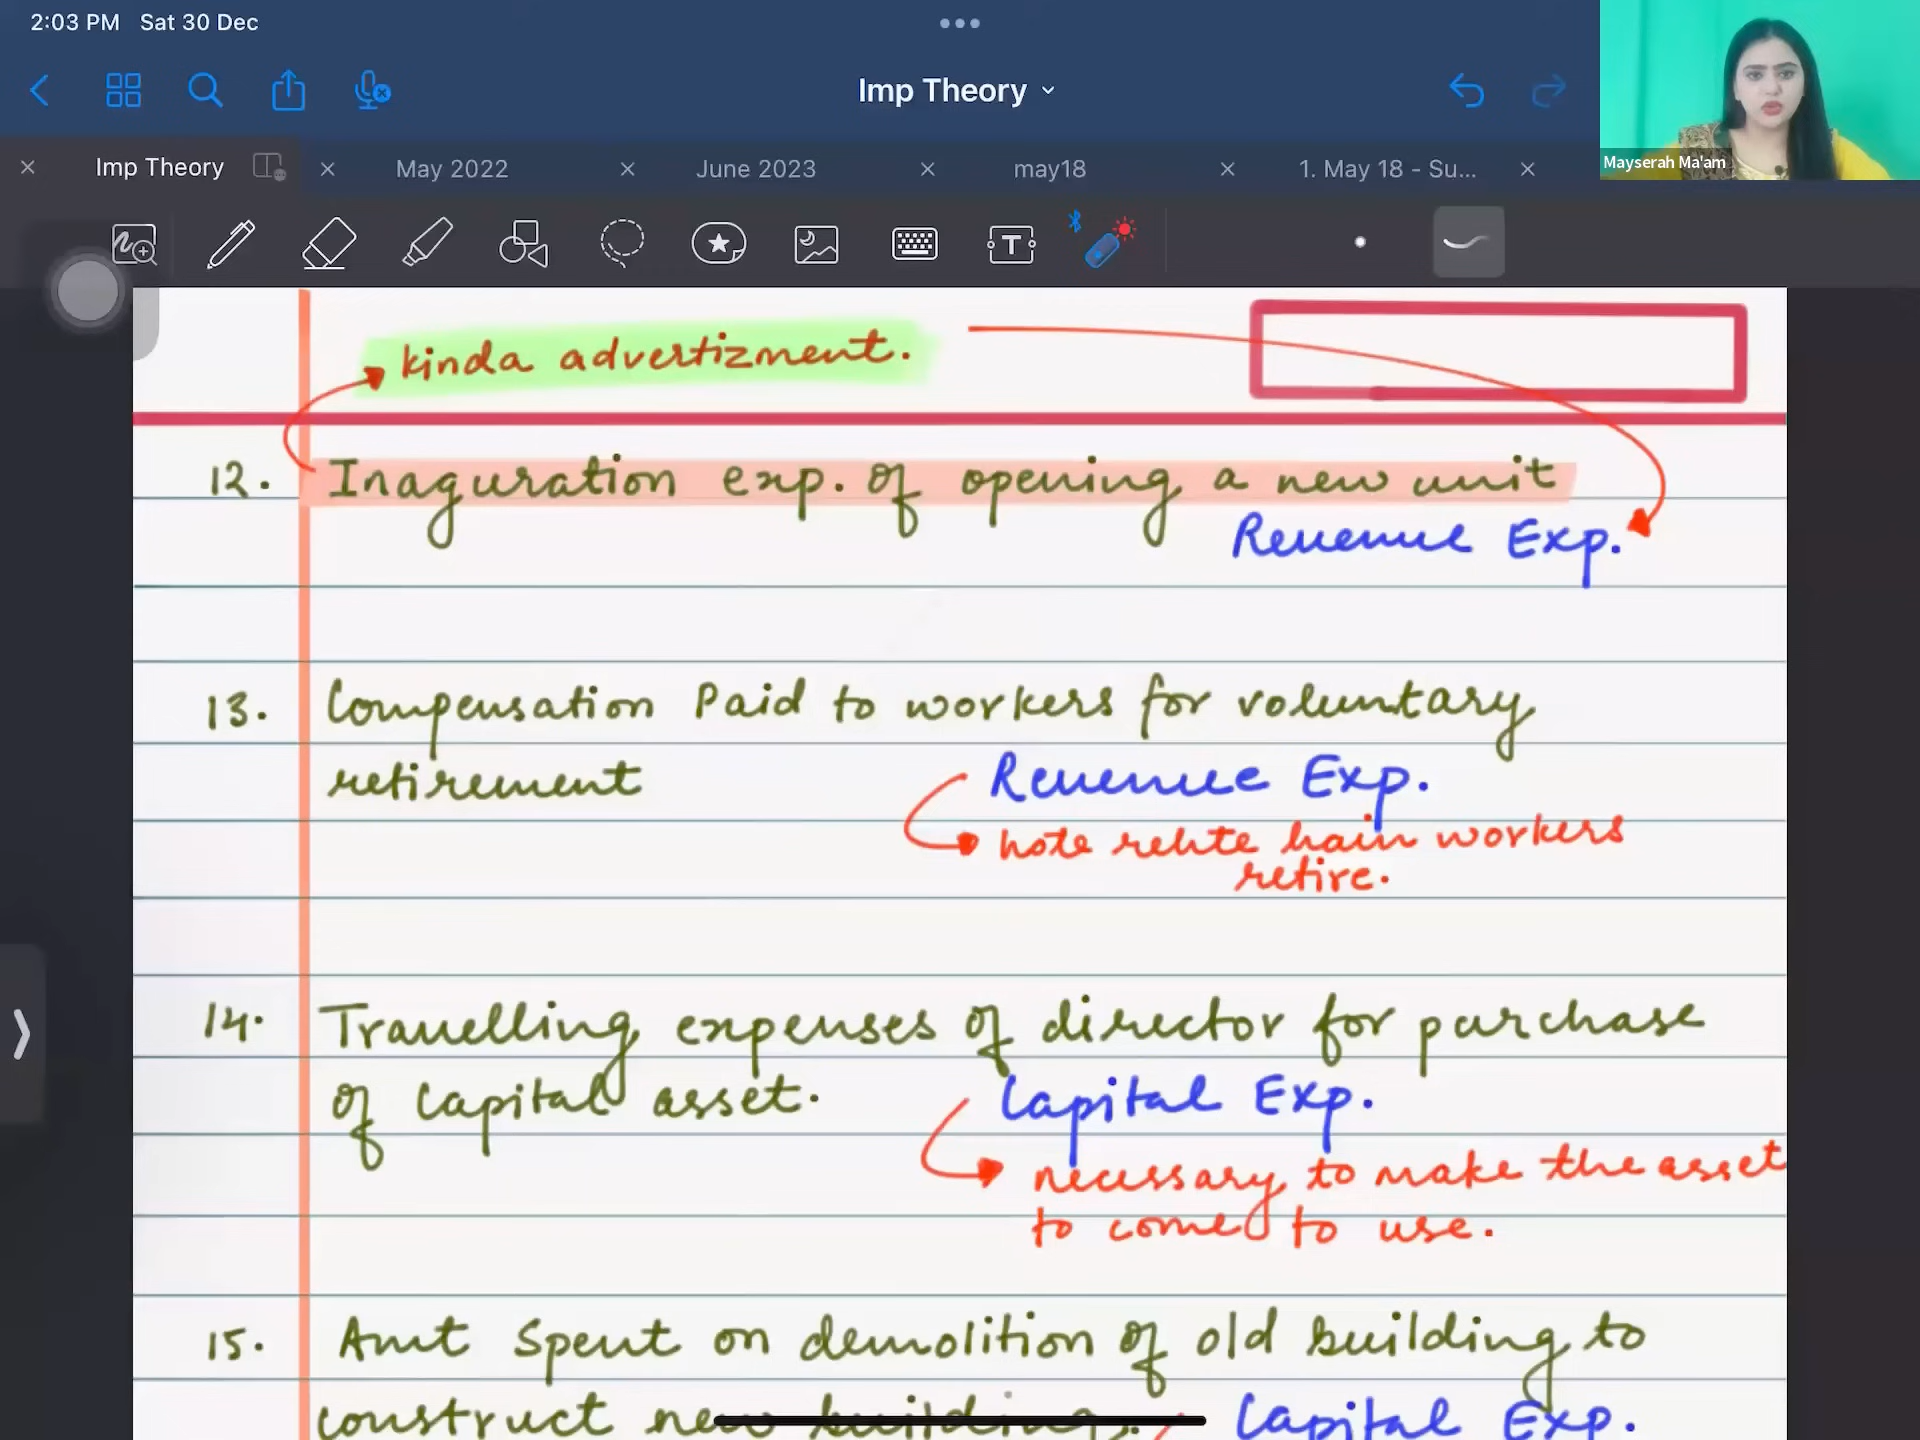 2:03 PM Sat 30 Dec
Imp Theory
Imp Theory
May 2022
June 2023
may18
1. May 18 - Su...
Mayserah Ma'am
T
kinda advertizment.
12. Inaguration exp. of opening a new unit
Revenue Exp.
13. Compensation Paid to workers for voluntary
retirement Revenue Exp.
hote rehte hain workers
retire.
14. Travelling expenses of director for purchase
of Capital asset. Capital Exp.
necessary to make the asset
to come to use.
15. Amt Spent on demolition of old building to
construct new building. Capital Exp.